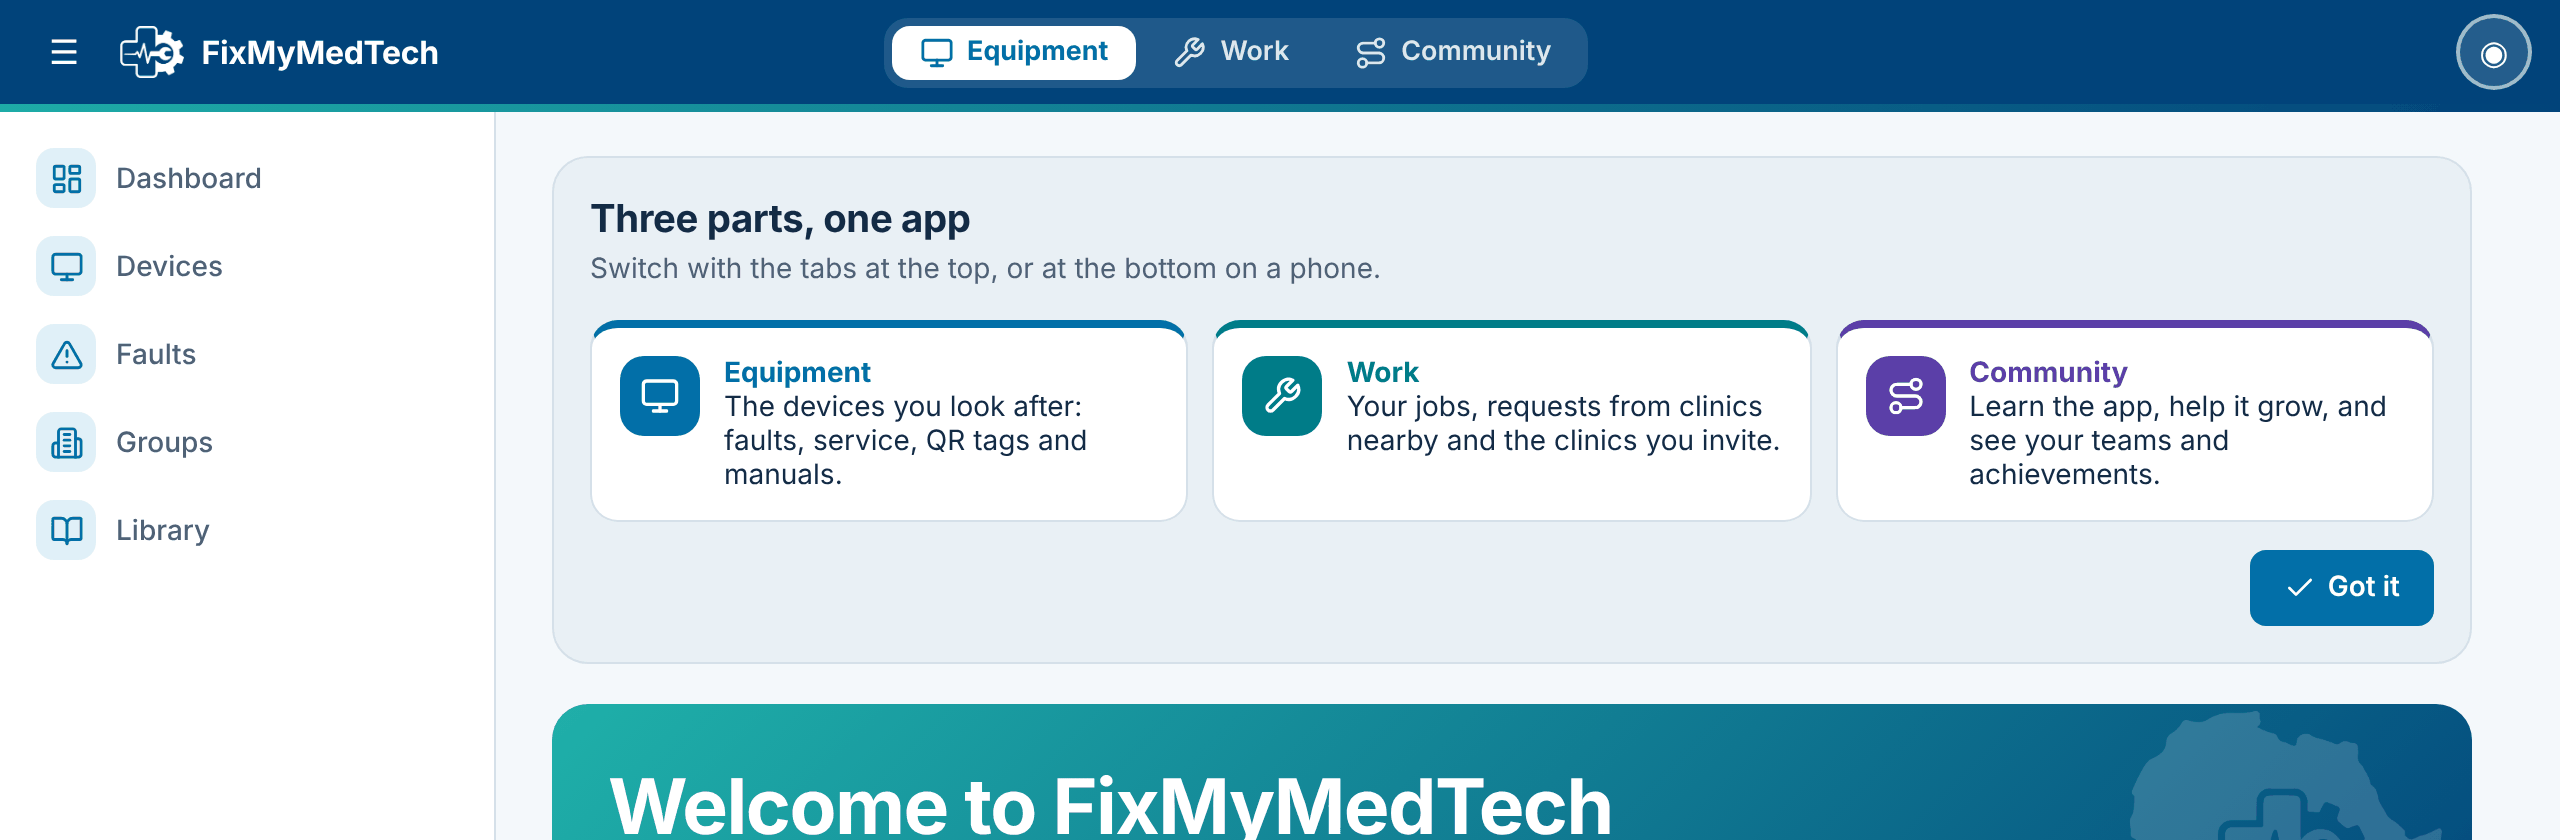 FixMyMedTech
Equipment
Work
Community
Dashboard
Devices
Faults
Groups
Library
Three parts, one app
Switch with the tabs at the top, or at the bottom on a phone.
Equipment
The devices you look after:
faults, service, QR tags and
manuals.
Work
Your jobs, requests from clinics
nearby and the clinics you invite.
Community
Learn the app, help it grow, and
see your teams and
achievements.
Got it
Welcome to FixMyMedTech